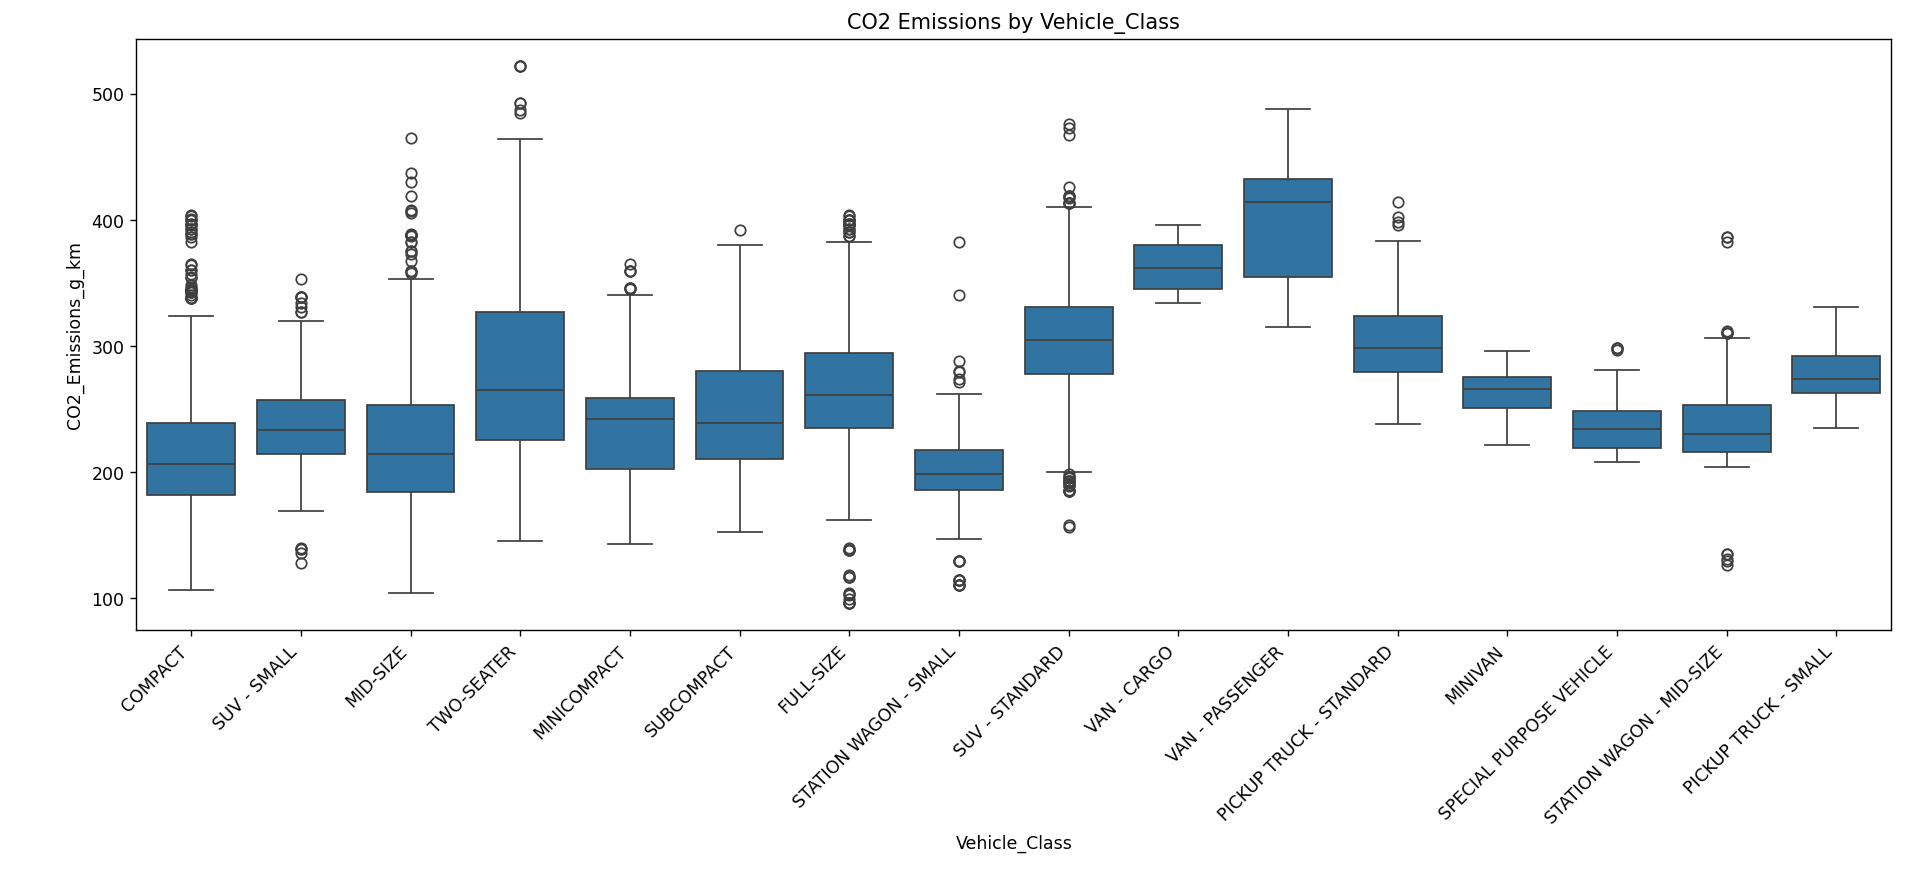 CO2 Emissions by Vehicle_Class
CO2_Emissions_g_km
500
400
300
200
100
COMPACT
SUV - SMALL
MID-SIZE
TWO-SEATER
MINICOMPACT
SUBCOMPACT
FULL-SIZE
STATION WAGON - SMALL
SUV - STANDARD
VAN - CARGO
VAN - PASSENGER
PICKUP TRUCK - STANDARD
MINIVAN
SPECIAL PURPOSE VEHICLE
STATION WAGON - MID-SIZE
PICKUP TRUCK - SMALL
Vehicle_Class